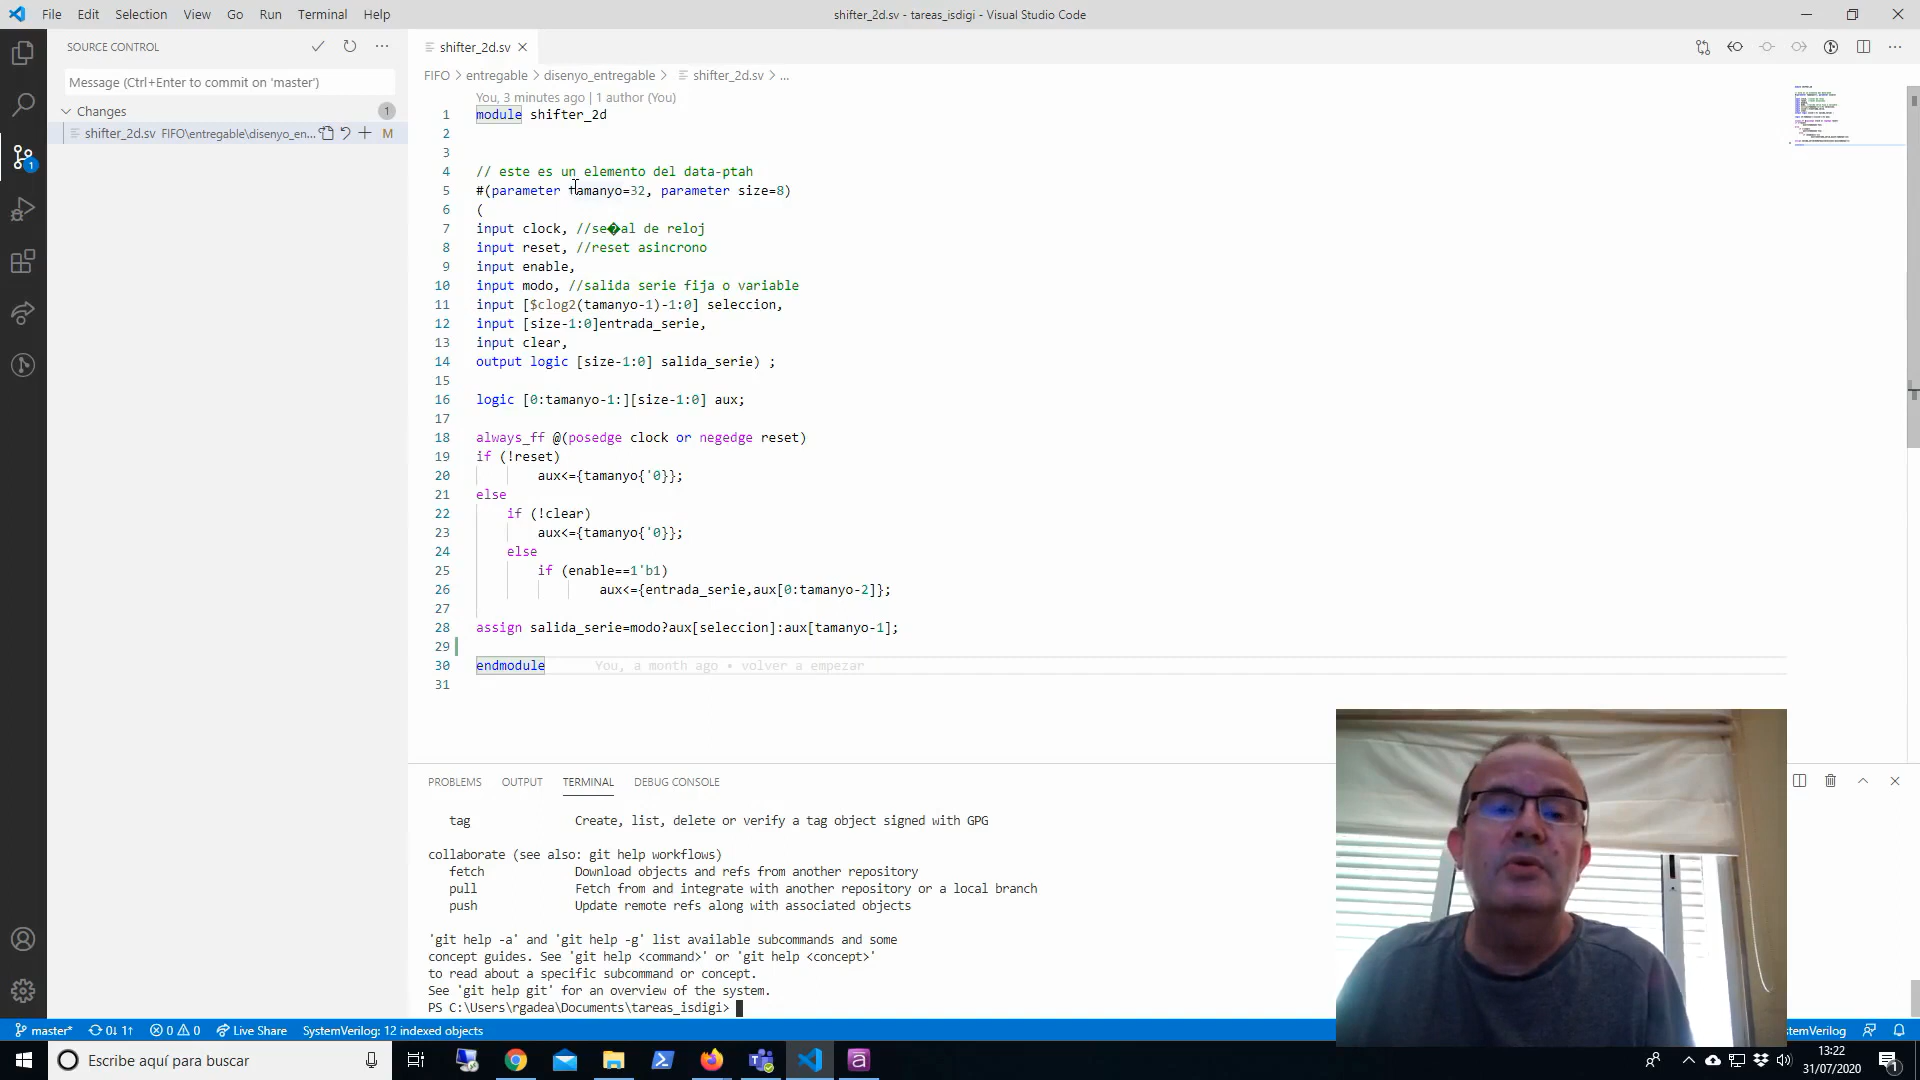 File Edit Selection View Go Run Terminal Help
shifter_2d.sv - tareas_isdigi - Visual Studio Code
SOURCE CONTROL
Message (Ctrl+Enter to commit on 'master')
Changes 1
shifter_2d.sv FIFO\entregable\disenyo_en... M
1
shifter_2d.sv
FIFO > entregable > disenyo_entregable > shifter_2d.sv > ...
You, 3 minutes ago | 1 author (You)
1 module shifter_2d
2
3
4 // este es un elemento del data-ptah
5 #(parameter tamanyo=32, parameter size=8)
6 (
7 input clock, //se�al de reloj
8 input reset, //reset asincrono
9 input enable,
10 input modo, //salida serie fija o variable
11 input [$clog2(tamanyo-1)-1:0] seleccion,
12 input [size-1:0]entrada_serie,
13 input clear,
14 output logic [size-1:0] salida_serie) ;
15
16 logic [0:tamanyo-1:][size-1:0] aux;
17
18 always_ff @(posedge clock or negedge reset)
19 if (!reset)
20 aux<={tamanyo{'0}};
21 else
22 if (!clear)
23 aux<={tamanyo{'0}};
24 else
25 if (enable==1'b1)
26 aux<={entrada_serie,aux[0:tamanyo-2]};
27
28 assign salida_serie=modo?aux[seleccion]:aux[tamanyo-1];
29
30 endmodule You, a month ago • volver a empezar
31
PROBLEMS OUTPUT TERMINAL DEBUG CONSOLE
tag Create, list, delete or verify a tag object signed with GPG
collaborate (see also: git help workflows)
fetch Download objects and refs from another repository
pull Fetch from and integrate with another repository or a local branch
push Update remote refs along with associated objects
'git help -a' and 'git help -g' list available subcommands and some
concept guides. See 'git help <command>' or 'git help <concept>'
to read about a specific subcommand or concept.
See 'git help git' for an overview of the system.
PS C:\Users\rgadea\Documents\tareas_isdigi>
master* 0↓ 1↑ 0 0 Live Share SystemVerilog: 12 indexed objects
temVerilog
Escribe aquí para buscar
13:22
31/07/2020
1